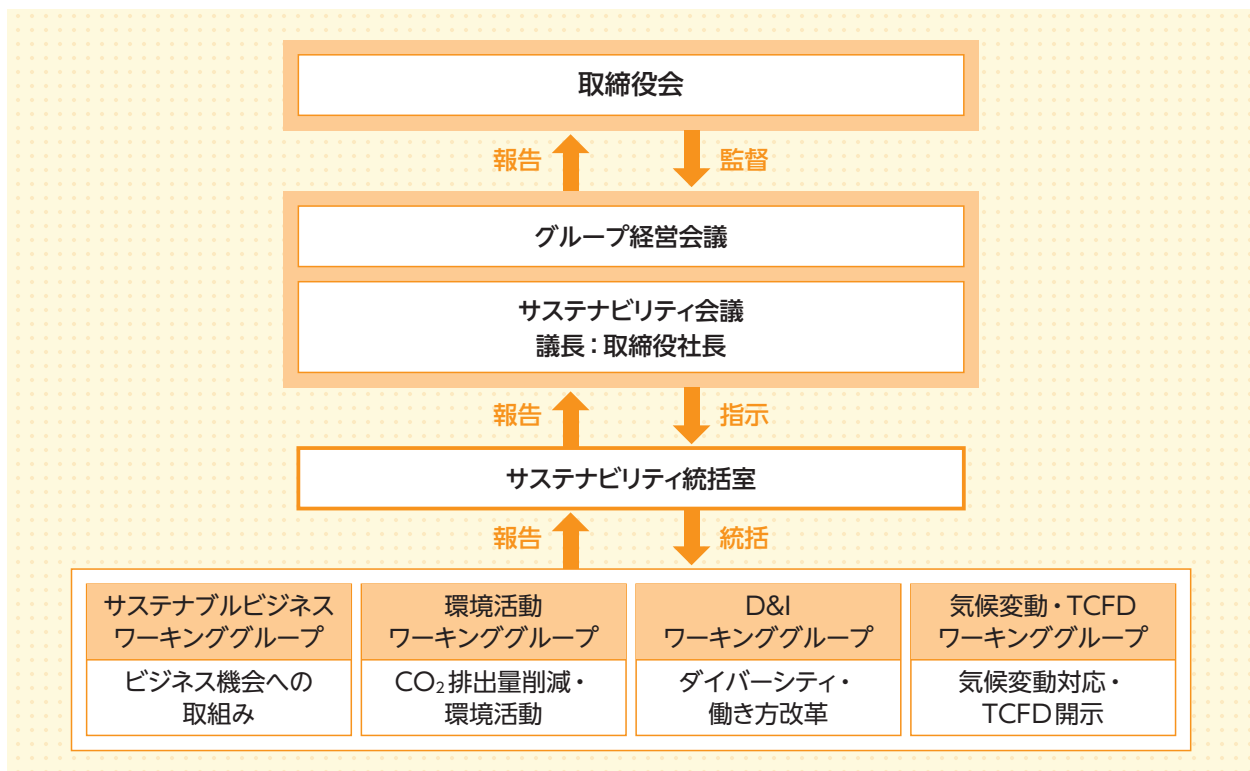 取締役会
報告
監督
グループ経営会議
サステナビリティ会議
議長：取締役社長
報告
指示
サステナビリティ統括室
報告
統括
サステナブルビジネス
ワーキンググループ
ビジネス機会への
取組み
環境活動
ワーキンググループ
CO₂排出量削減・
環境活動
D&I
ワーキンググループ
ダイバーシティ・
働き方改革
気候変動・TCFD
ワーキンググループ
気候変動対応・
TCFD開示